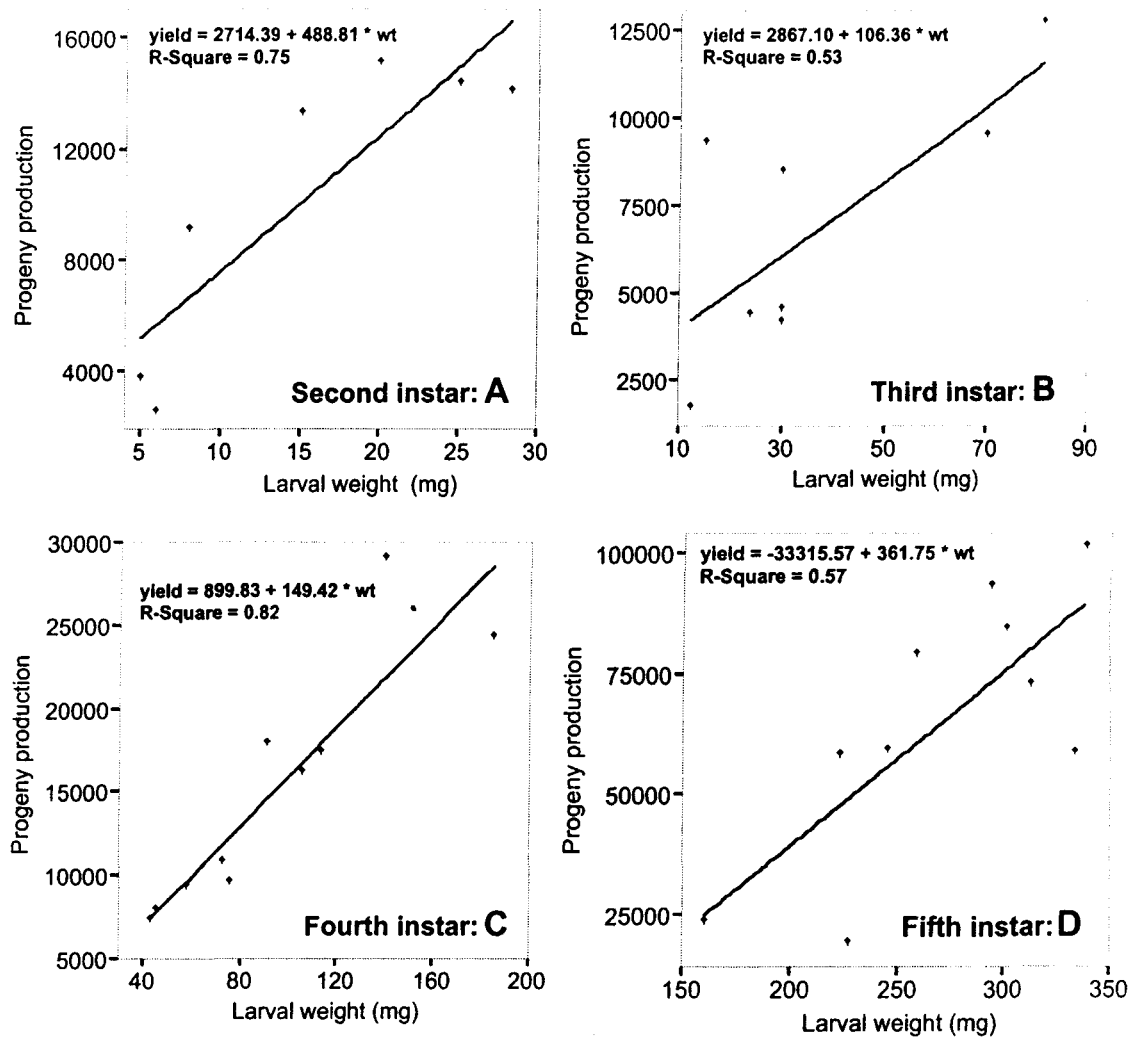 yield = 2714.39 + 488.81 * wt
R-Square = 0.75
16000
12000
8000
4000
Progeny production
Second instar: A
5 10 15 20 25 30
Larval weight (mg)
yield = 2867.10 + 106.36 * wt
R-Square = 0.53
12500
10000
7500
5000
2500
Progeny production
Third instar: B
10 30 50 70 90
Larval weight (mg)
yield = 899.83 + 149.42 * wt
R-Square = 0.82
30000
25000
20000
15000
10000
5000
Progeny production
Fourth instar: C
40 80 120 160 200
Larval weight (mg)
yield = -33315.57 + 361.75 * wt
R-Square = 0.57
100000
75000
50000
25000
Progeny production
Fifth instar: D
150 200 250 300 350
Larval weight (mg)